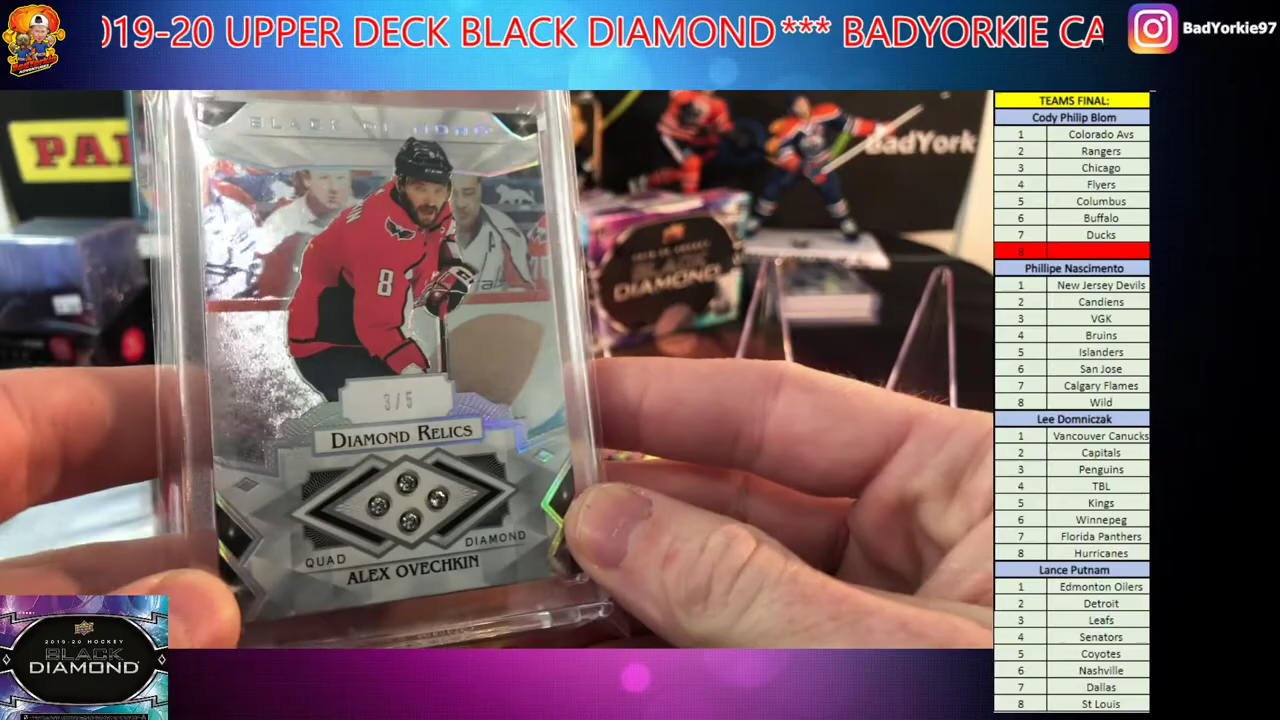 019-20 UPPER DECK BLACK DIAMOND *** BADYORKIE CA
BadYorkie97
BadYork
BLACK DIAMOND
8
3/5
DIAMOND RELICS
QUAD
DIAMOND
ALEX OVECHKIN
BLACK
DIAMOND
2019-20 HOCKEY
BLACK
DIAMOND
TEAMS FINAL:
Cody Philip Blom
1 Colorado Avs
2 Rangers
3 Chicago
4 Flyers
5 Columbus
6 Buffalo
7 Ducks
8
Phillipe Nascimento
1 New Jersey Devils
2 Candiens
3 VGK
4 Bruins
5 Islanders
6 San Jose
7 Calgary Flames
8 Wild
Lee Domniczak
1 Vancouver Canucks
2 Capitals
3 Penguins
4 TBL
5 Kings
6 Winnepeg
7 Florida Panthers
8 Hurricanes
Lance Putnam
1 Edmonton Oilers
2 Detroit
3 Leafs
4 Senators
5 Coyotes
6 Nashville
7 Dallas
8 St Louis